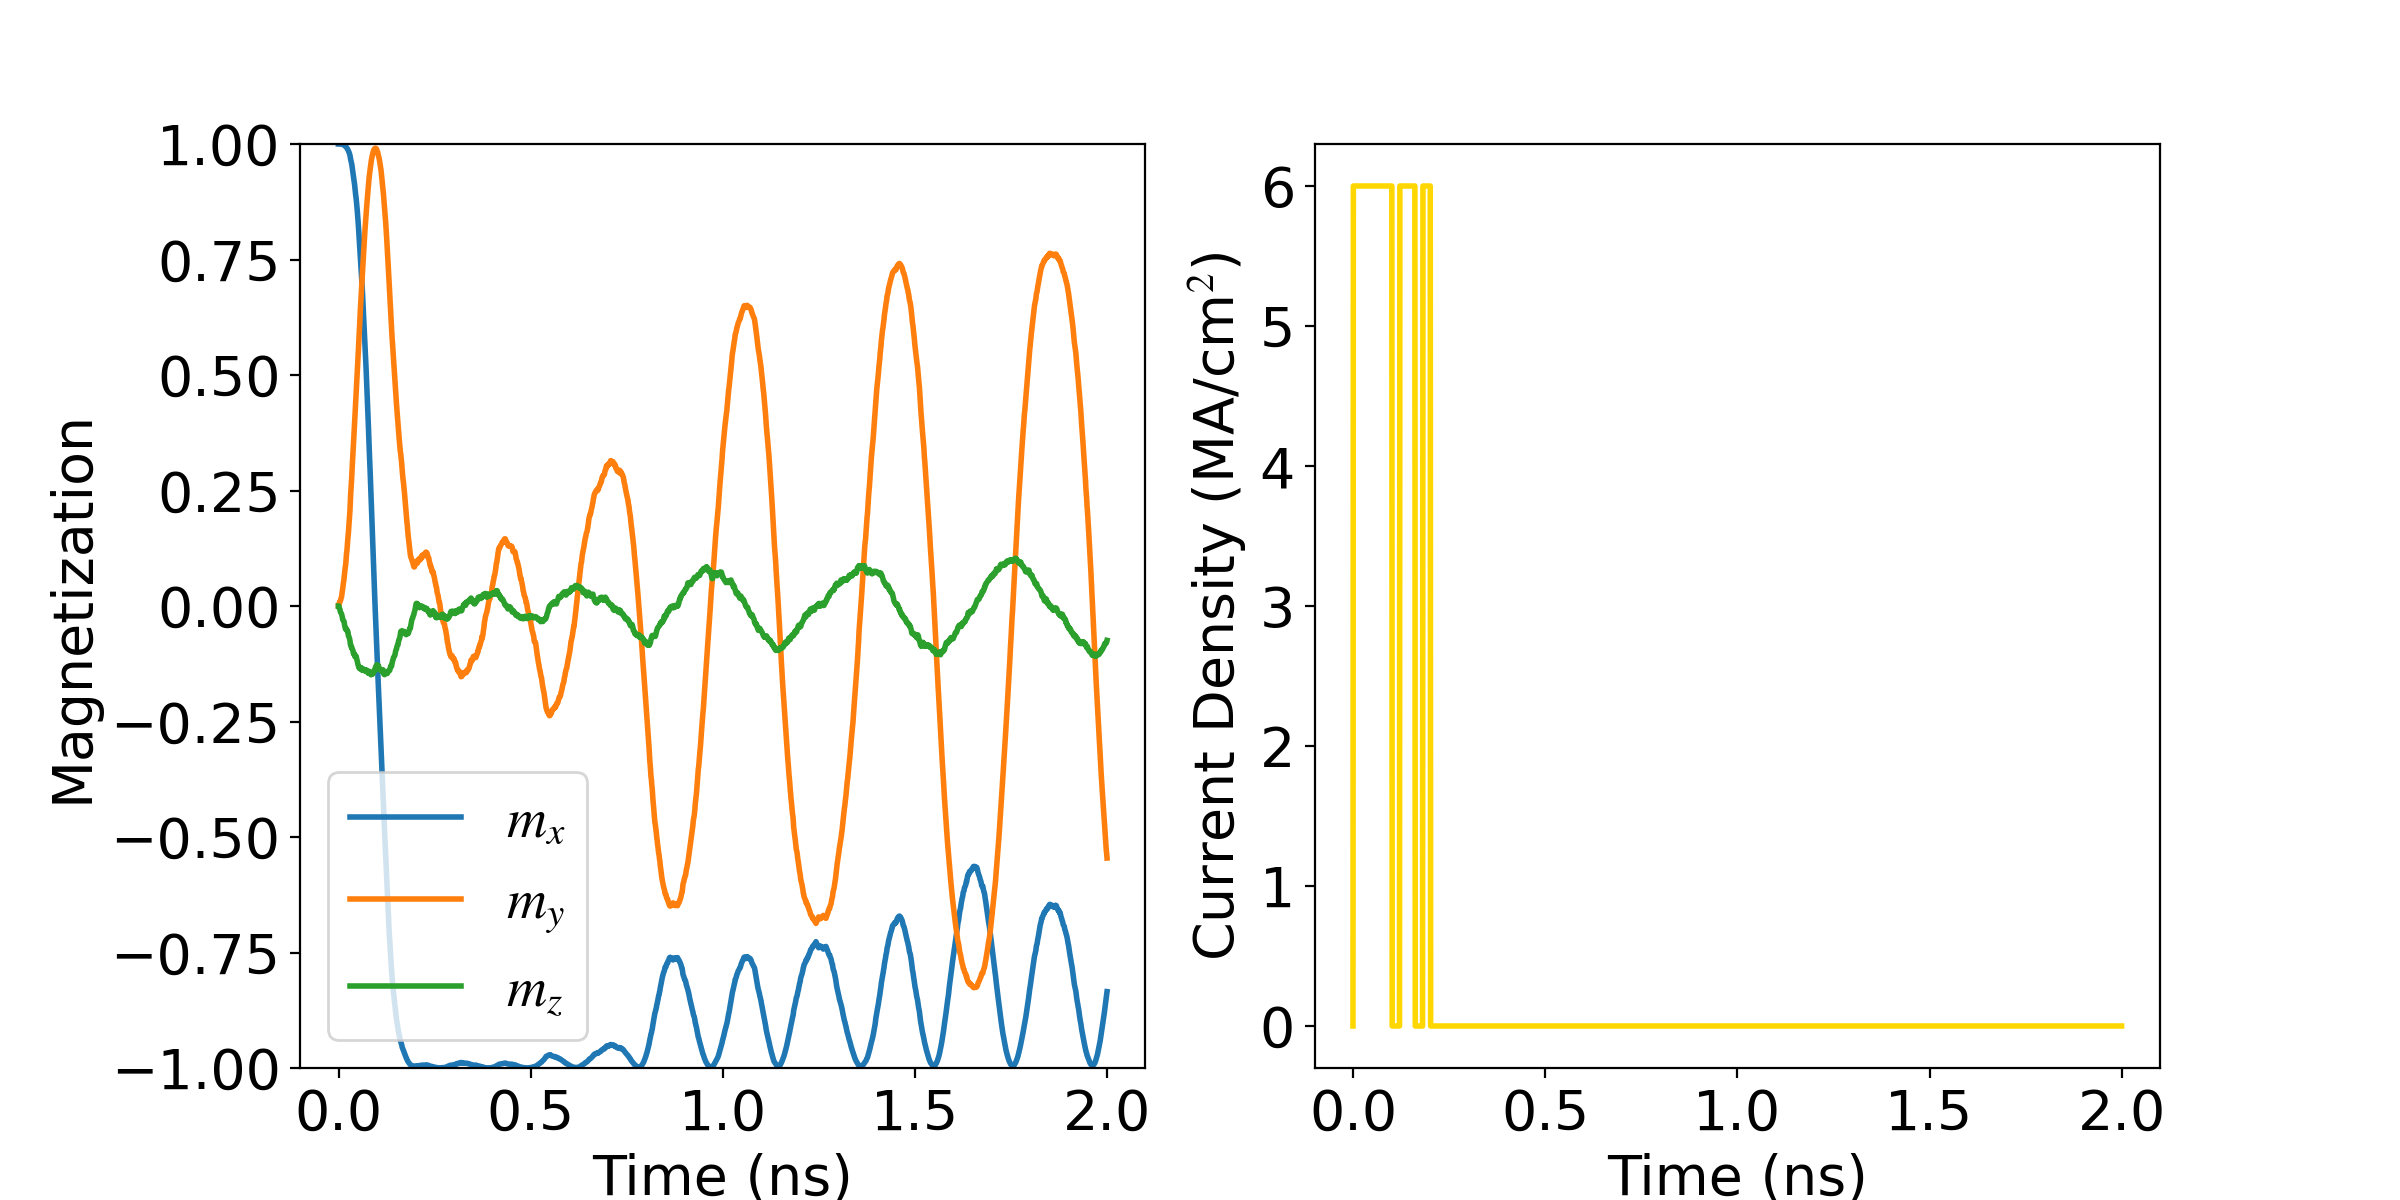 1.00
0.75
0.50
0.25
0.00
−0.25
−0.50
−0.75
−1.00
Magnetization
m_x
m_y
m_z
0.0 0.5 1.0 1.5 2.0
Time (ns)
6
5
4
3
2
1
0
Current Density (MA/cm²)
0.0 0.5 1.0 1.5 2.0
Time (ns)